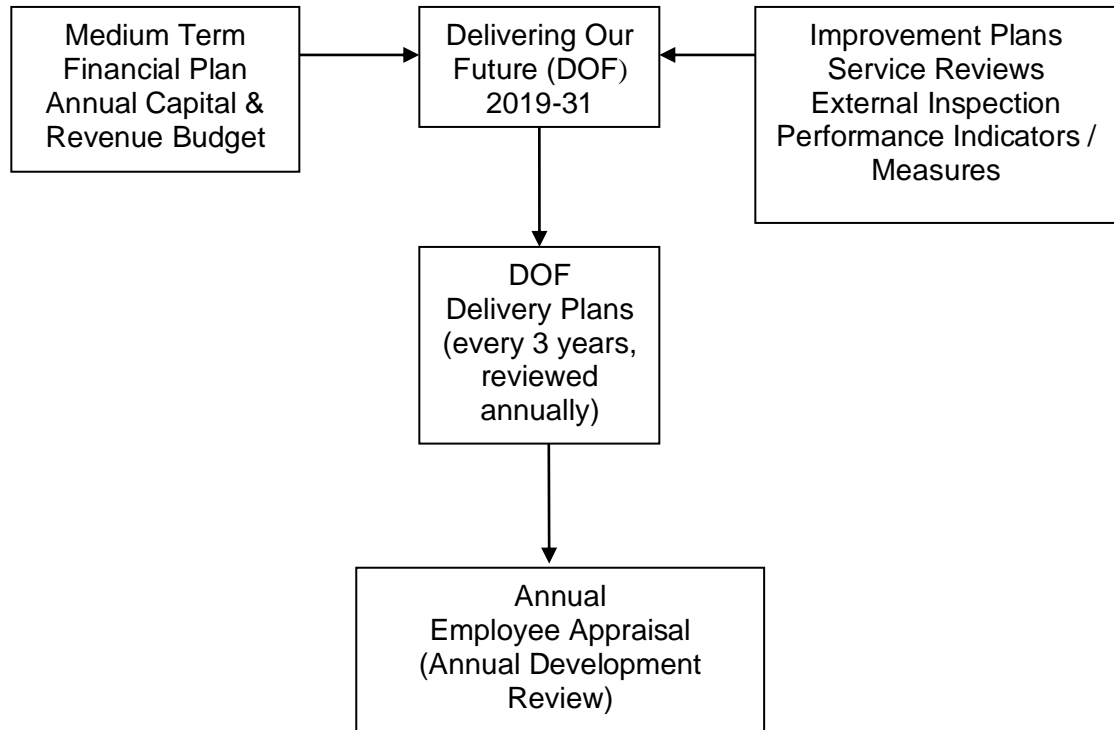 Medium Term
Financial Plan
Annual Capital &
Revenue Budget
Delivering Our
Future (DOF)
2019-31
Improvement Plans
Service Reviews
External Inspection
Performance Indicators /
Measures
DOF
Delivery Plans
(every 3 years,
reviewed
annually)
Annual
Employee Appraisal
(Annual Development
Review)